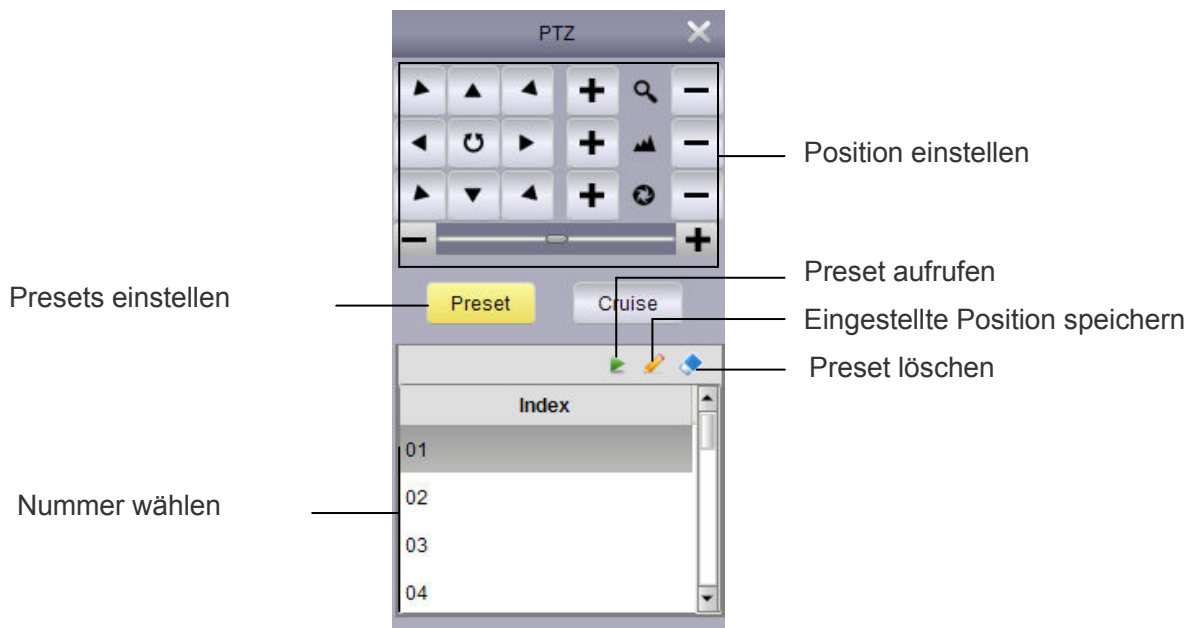 PTZ
Position einstellen
Preset aufrufen
Presets einstellen
Preset
Cruise
Eingestellte Position speichern
Preset löschen
Index
01
Nummer wählen
02
03
04